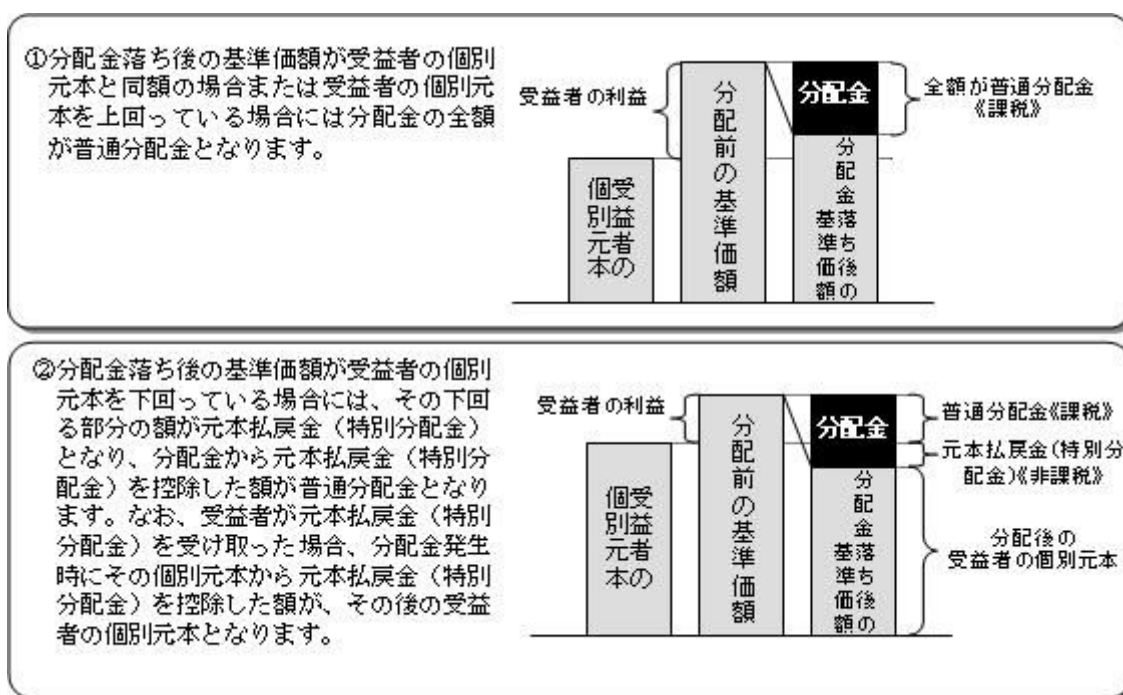 ①分配金落ち後の基準価額が受益者の個別
元本と同額の場合または受益者の個別元
本を上回っている場合には分配金の全額
が普通分配金となります。
受益者の利益
受益者の
個別元本
分配前の基準価額
分配金
分配金落ち後の
基準価額
全額が普通分配金
《課税》
②分配金落ち後の基準価額が受益者の個別
元本を下回っている場合には、その下回
る部分の額が元本払戻金（特別分配金）
となり、分配金から元本払戻金（特別分
配金）を控除した額が普通分配金となり
ます。なお、受益者が元本払戻金（特別
分配金）を受け取った場合、分配金発生
時にその個別元本から元本払戻金（特別
分配金）を控除した額が、その後の受益
者の個別元本となります。
受益者の利益
受益者の
個別元本
分配前の基準価額
分配金
分配金落ち後の
基準価額
普通分配金《課税》
元本払戻金(特別分
配金)《非課税》
分配後の
受益者の個別元本